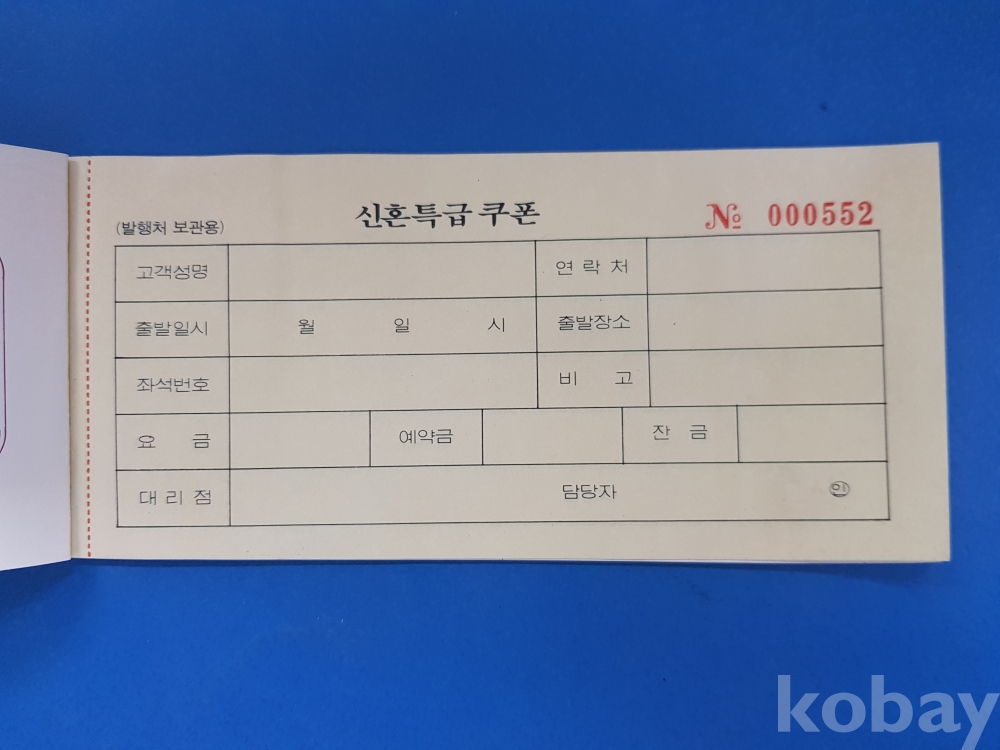 신혼특급 쿠폰
(발행처 보관용) № 000552
고객성명 연 락 처
출발일시 월 일 시 출발장소
좌석번호 비 고
요 금 예약금 잔 금
대 리 점 담당자 ㊞
kobay